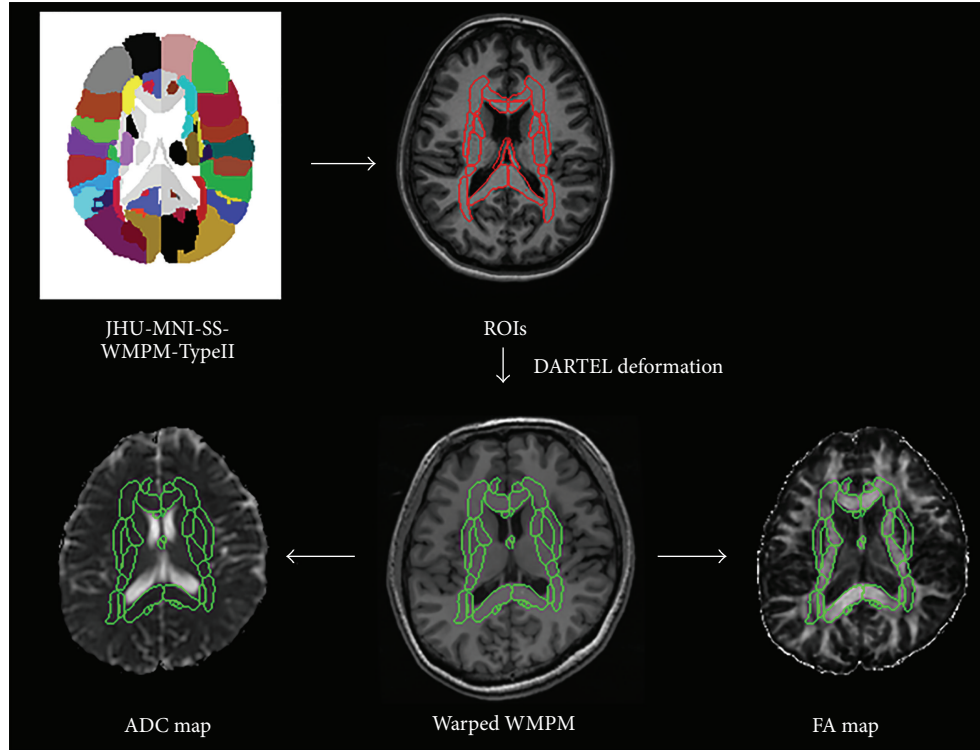 JHU-MNI-SS-
WMPM-TypeII
ROIs
DARTEL deformation
ADC map
Warped WMPM
FA map